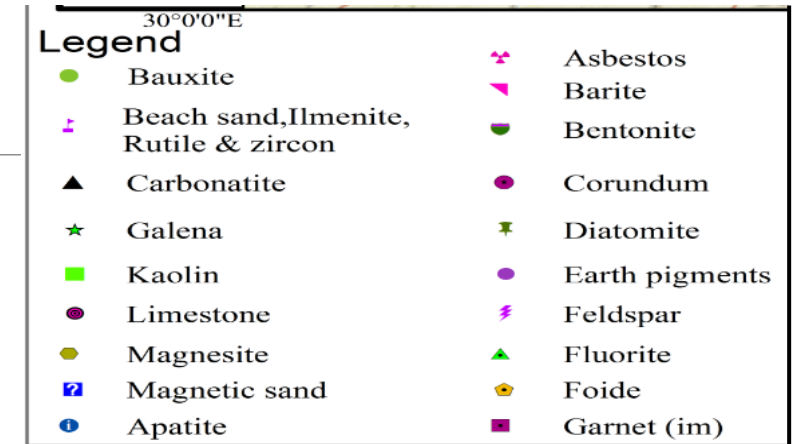 30°0'0"E
Legend
Bauxite
Beach sand,Ilmenite,
Rutile & zircon
Carbonatite
Galena
Kaolin
Limestone
Magnesite
Magnetic sand
?
i
Apatite
Asbestos
Barite
Bentonite
Corundum
Diatomite
Earth pigments
Feldspar
Fluorite
Foide
Garnet (im)